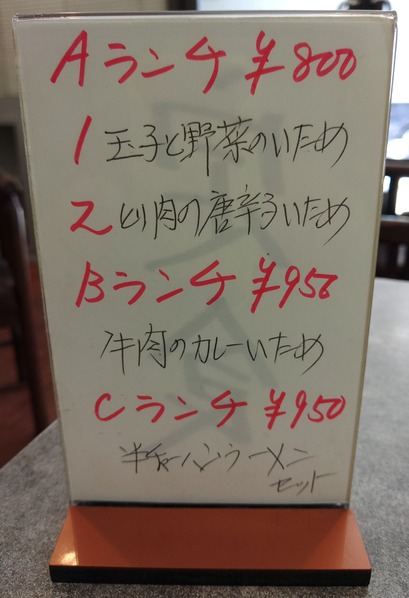 Aランチ ¥800
1 玉子と野菜のいため
2 とり肉の唐辛子いため
Bランチ ¥950
牛肉のカレーいため
Cランチ ¥950
半チャーハンラーメン
セット